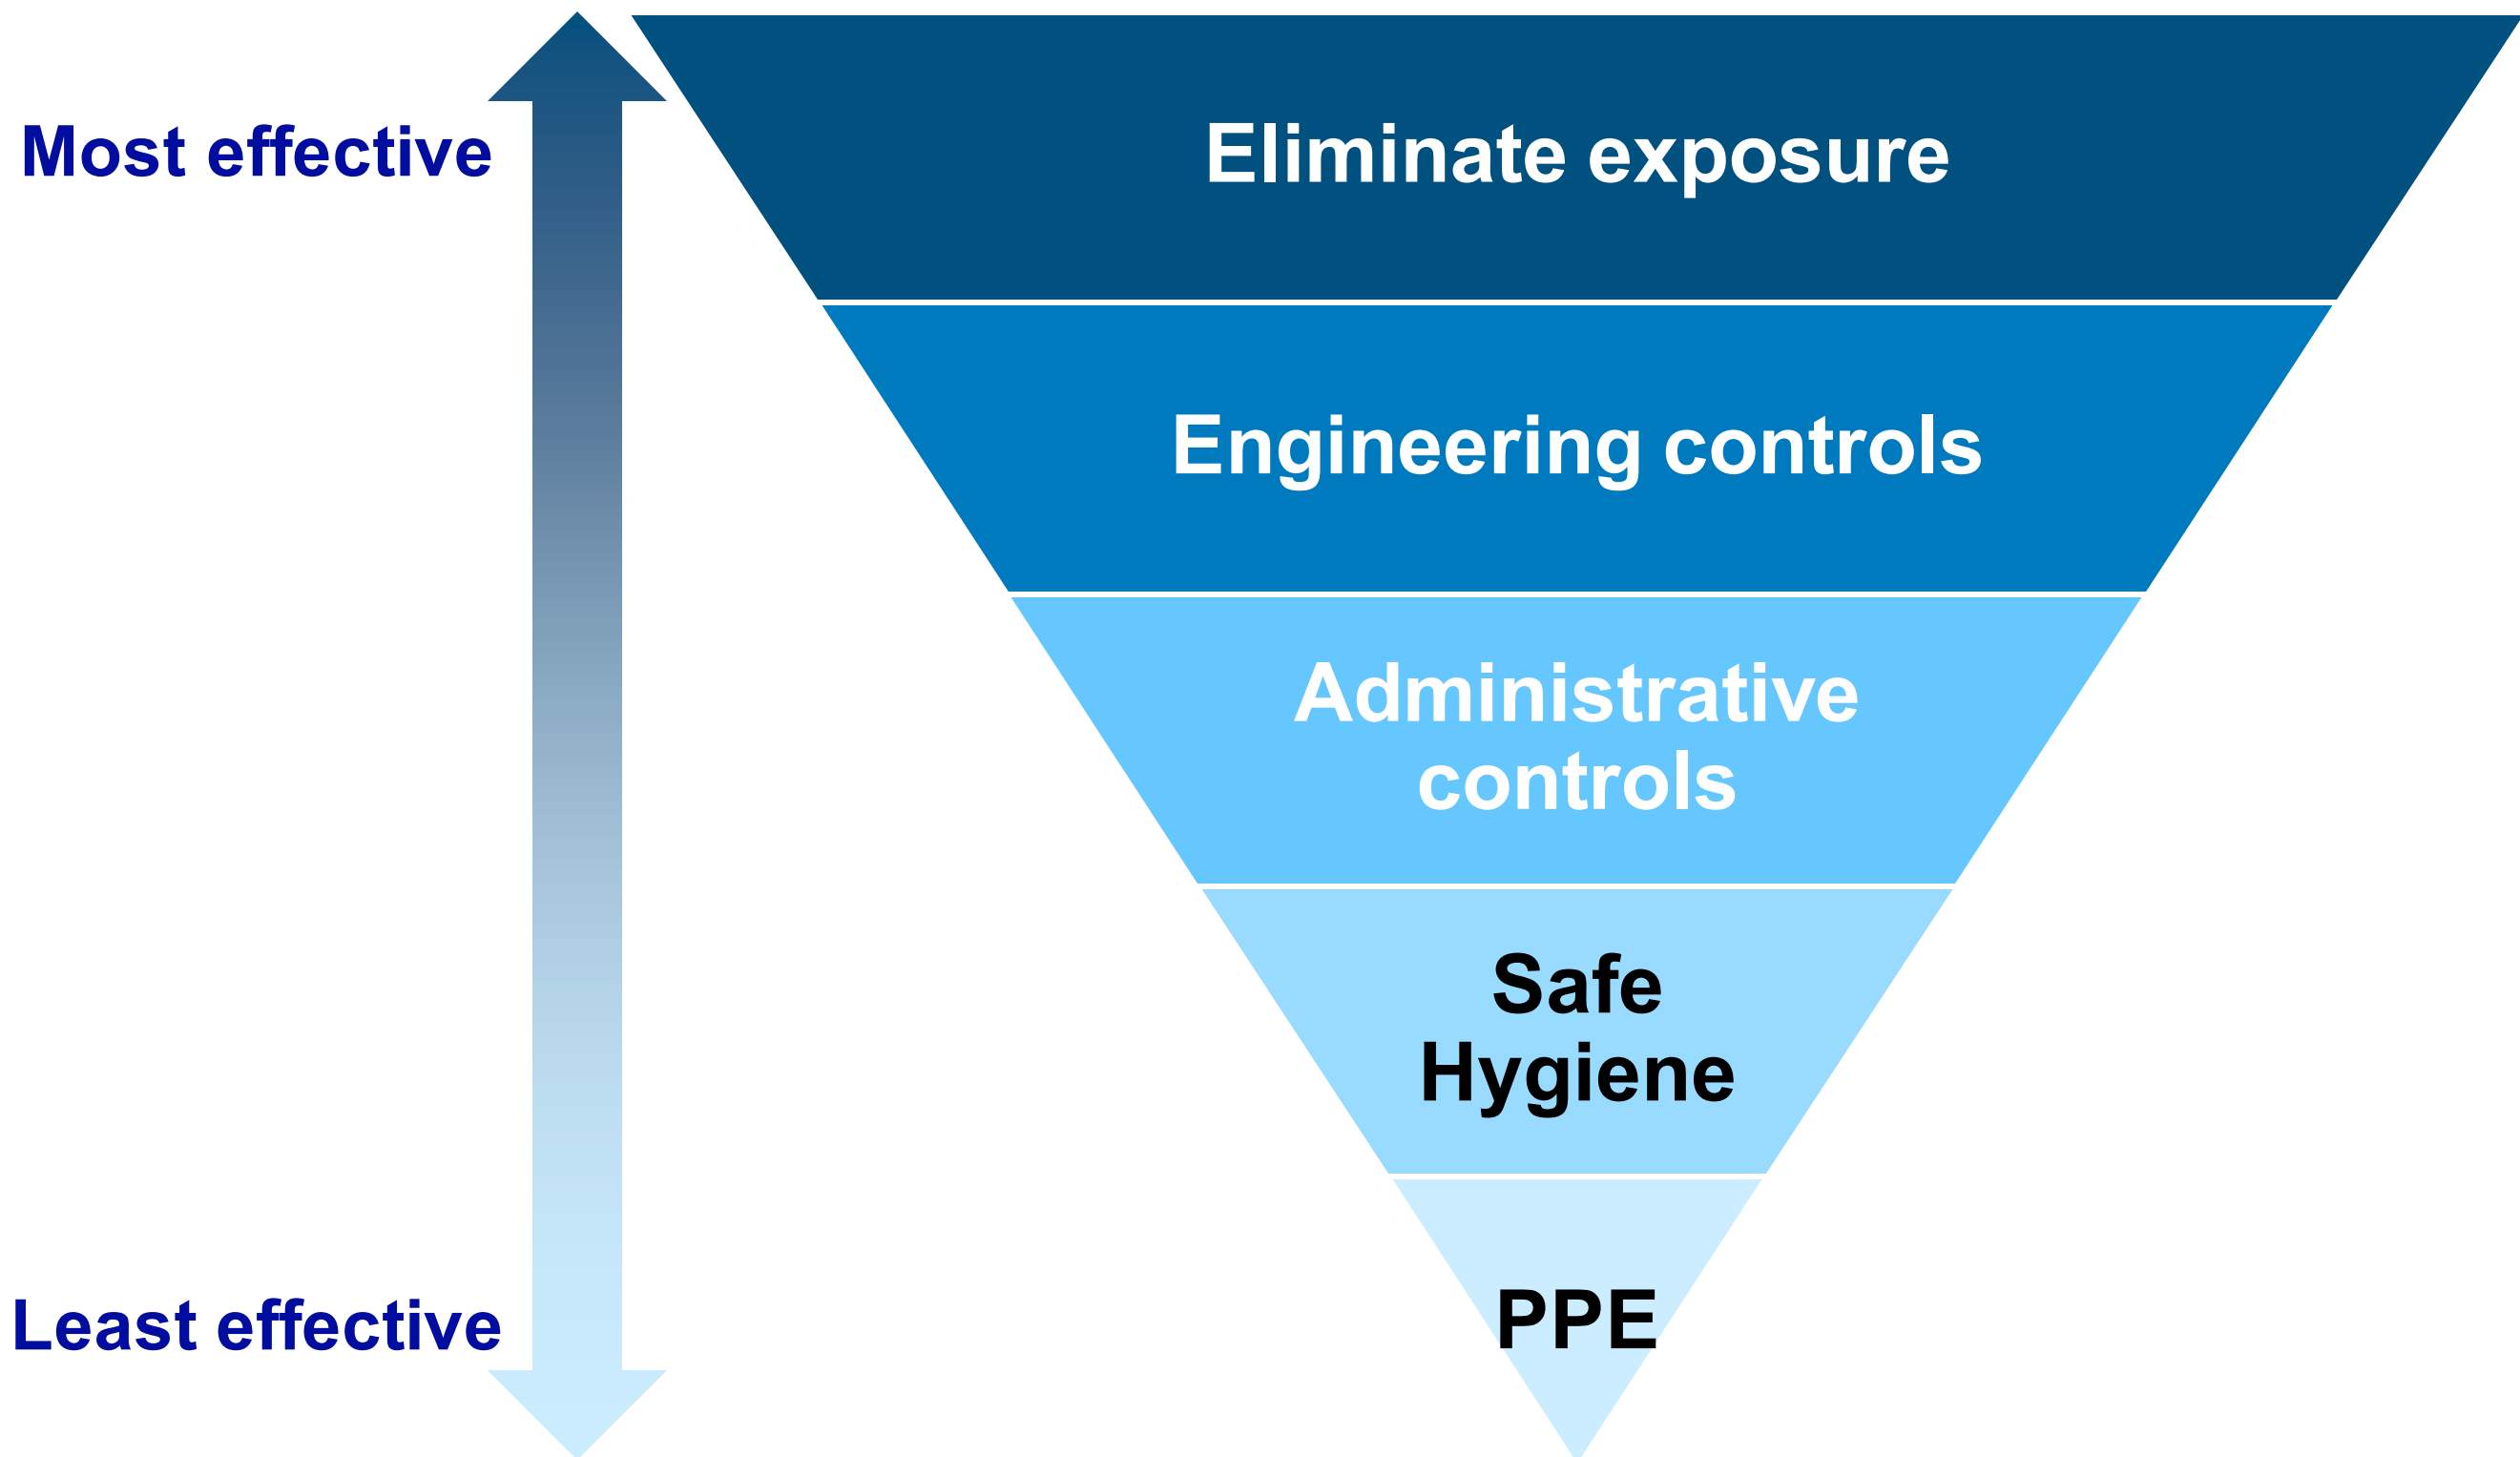 Most effective
Eliminate exposure
Engineering controls
Administrative
controls
Safe
Hygiene
PPE
Least effective